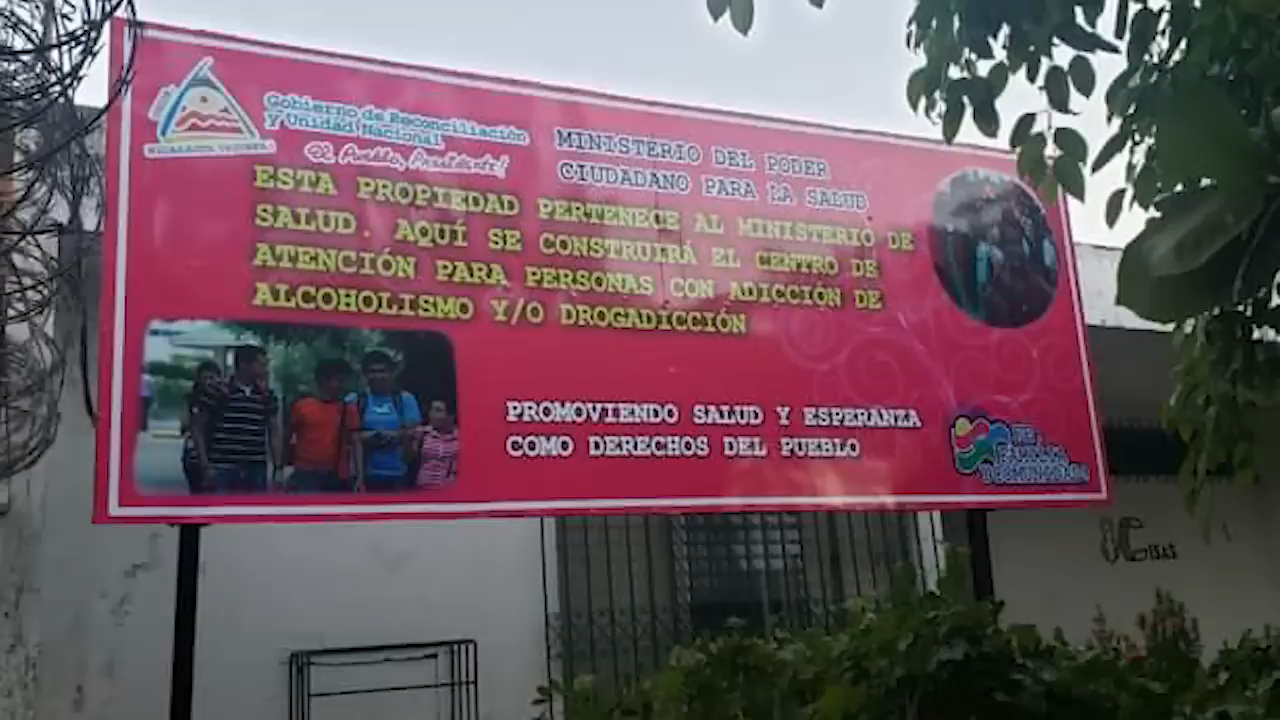 Gobierno de Reconciliación
y Unidad Nacional
El Pueblo, Presidente!
MINISTERIO DEL PODER
CIUDADANO PARA LA SALUD
ESTA PROPIEDAD PERTENECE AL MINISTERIO DE
SALUD. AQUÍ SE CONSTRUIRÁ EL CENTRO DE
ATENCIÓN PARA PERSONAS CON ADICCIÓN DE
ALCOHOLISMO Y/O DROGADICCIÓN
PROMOVIENDO SALUD Y ESPERANZA
COMO DERECHOS DEL PUEBLO